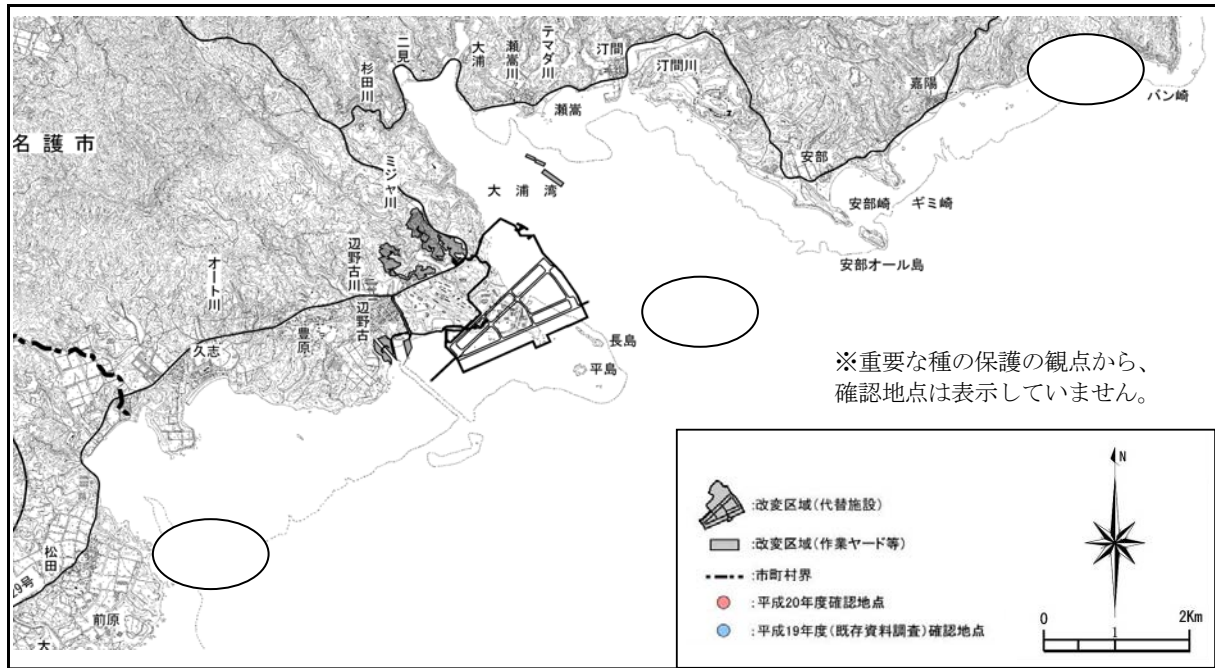 二見
大浦
瀬嵩川
テマダ川
汀間
杉田川
汀間川
嘉陽
バン崎
瀬嵩
名護市
安部
ミジャ川
大浦湾
安部崎
ギミ崎
安部オール島
辺野古川
オート川
辺野古
長島
豊原
久志
平島
※重要な種の保護の観点から、
確認地点は表示していません。
松田
29号
前原
大
:改変区域(代替施設)
:改変区域(作業ヤード等)
:市町村界
:平成20年度確認地点
:平成19年度(既存資料調査)確認地点
N
0 1 2Km